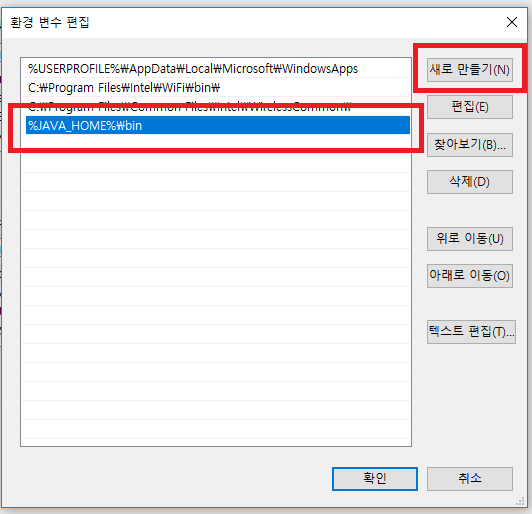 환경 변수 편집
%USERPROFILE%₩AppData₩Local₩Microsoft₩WindowsApps
C:₩Program Files₩Intel₩WiFi₩bin₩
C:₩Program Files₩Common Files₩Intel₩WirelessCommon₩
%JAVA_HOME%₩bin
새로 만들기(N)
편집(E)
찾아보기(B)...
삭제(D)
위로 이동(U)
아래로 이동(O)
텍스트 편집(T)...
확인
취소